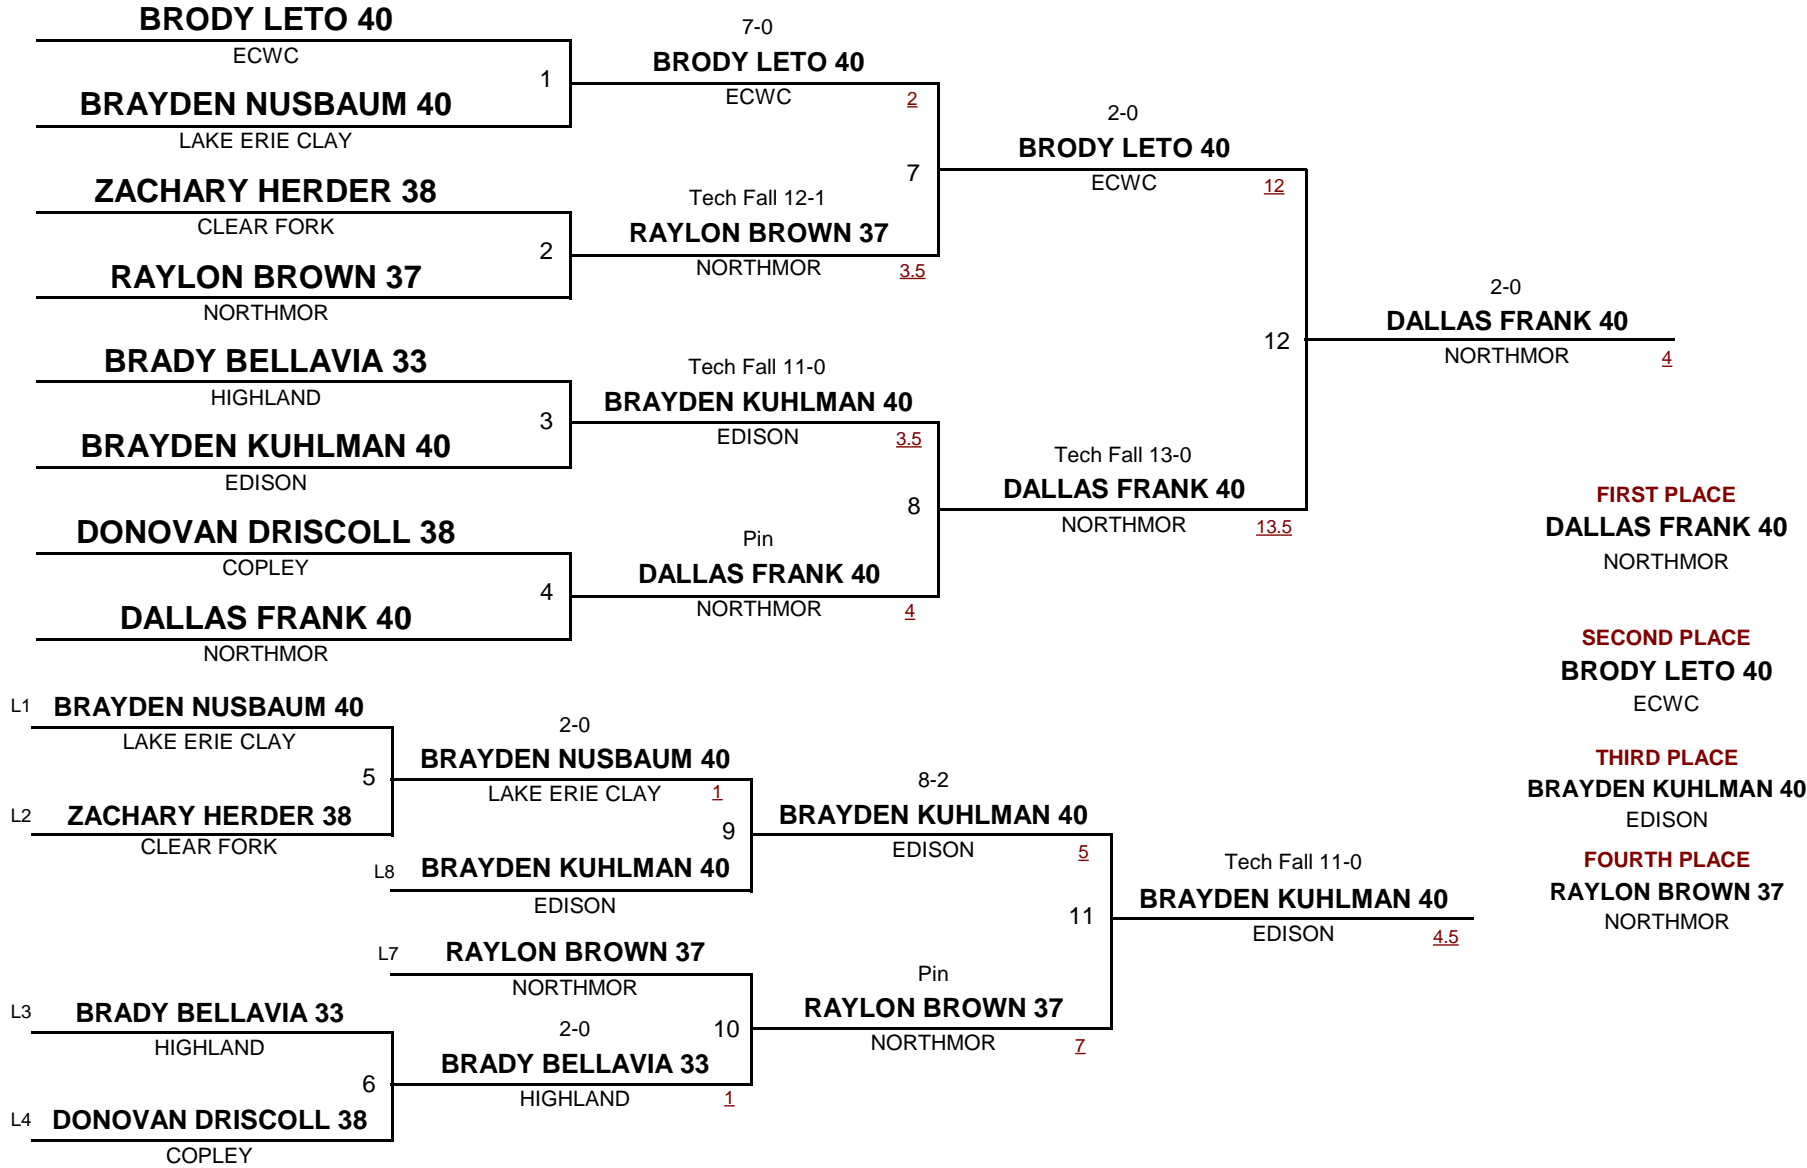 BRODY LETO 40
ECWC
1
BRAYDEN NUSBAUM 40
LAKE ERIE CLAY
ZACHARY HERDER 38
CLEAR FORK
2
RAYLON BROWN 37
NORTHMOR
BRADY BELLAVIA 33
HIGHLAND
3
BRAYDEN KUHLMAN 40
EDISON
DONOVAN DRISCOLL 38
COPLEY
4
DALLAS FRANK 40
NORTHMOR
7-0
BRODY LETO 40
ECWC 2
7
Tech Fall 12-1
RAYLON BROWN 37
NORTHMOR 3.5
Tech Fall 11-0
BRAYDEN KUHLMAN 40
EDISON 3.5
8
Pin
DALLAS FRANK 40
NORTHMOR 4
2-0
BRODY LETO 40
ECWC 12
12
Tech Fall 13-0
DALLAS FRANK 40
NORTHMOR 13.5
2-0
DALLAS FRANK 40
NORTHMOR 4
L1 BRAYDEN NUSBAUM 40
LAKE ERIE CLAY
5
L2 ZACHARY HERDER 38
CLEAR FORK
2-0
BRAYDEN NUSBAUM 40
LAKE ERIE CLAY 1
9
L8 BRAYDEN KUHLMAN 40
EDISON
L7 RAYLON BROWN 37
NORTHMOR
10
L3 BRADY BELLAVIA 33
HIGHLAND
6
L4 DONOVAN DRISCOLL 38
COPLEY
2-0
BRADY BELLAVIA 33
HIGHLAND 1
8-2
BRAYDEN KUHLMAN 40
EDISON 5
11
Pin
RAYLON BROWN 37
NORTHMOR 7
Tech Fall 11-0
BRAYDEN KUHLMAN 40
EDISON 4.5
FIRST PLACE
DALLAS FRANK 40
NORTHMOR
SECOND PLACE
BRODY LETO 40
ECWC
THIRD PLACE
BRAYDEN KUHLMAN 40
EDISON
FOURTH PLACE
RAYLON BROWN 37
NORTHMOR